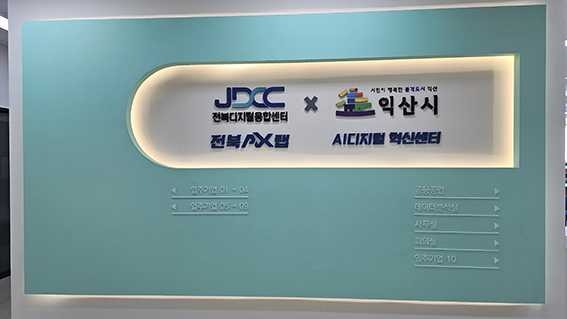 JDCC × 시민이 행복한 품격도시 익산
전북디지털융합센터 익산시
전북 AX랩 AI디지털 혁신센터
◀ 입주기업 01 - 04
◀ 입주기업 05 - 09
공용공간 ▶
데이터분석실 ▶
사무실 ▶
회의실 ▶
입주기업 10 ▶